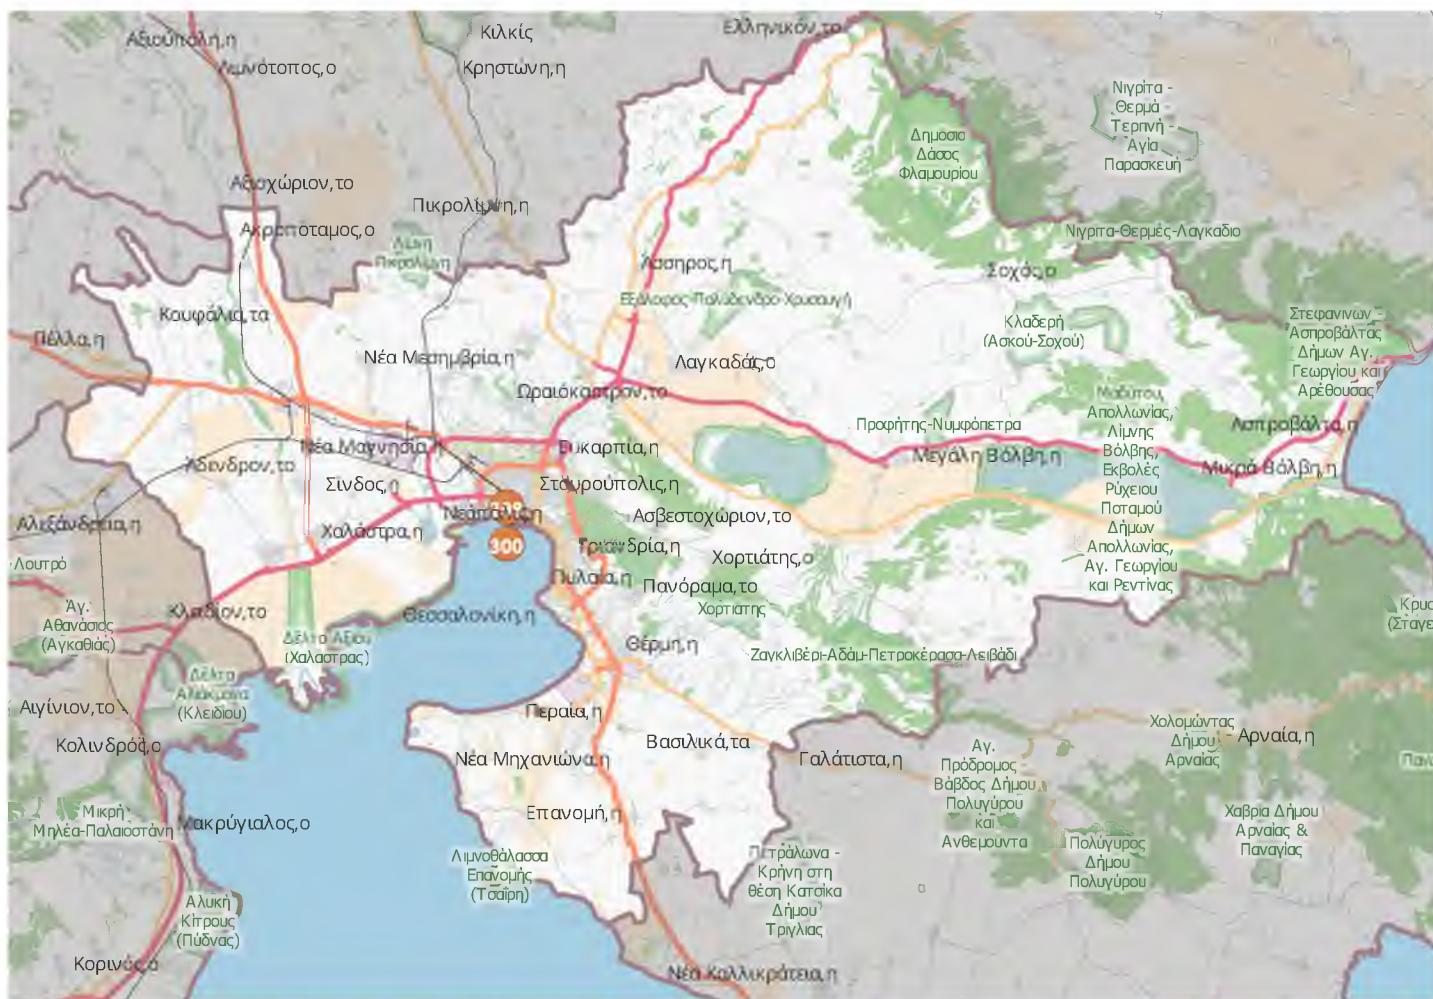 Ελληνικόν,το
Κιλκίς
Αξιούπολη,η
Λιμνότοπος,ο
Κρηστώνη,η
Νιγρίτα -
Θερμά -
Τερπνή -
Αγία
Παρασκευή
Δημόσιο
Δάσος
Φλαμουρίου
Αξιοχώριον,το
Πικρολίμνη,η
Ακροπόταμος,ο
Νιγρίτα-Θερμές-Λαγκαδιο
Λίμνη
Πικρολίμνη
Λάσηρος,η
Σοχός,ο
Εξάλοφος-Πολύδενδρο-Χρυσαυγή
Κουφάλια,τα
Κλαδερή
(Ασκού-Σοχού)
Στεφανινών -
Ασπροβάλτας
Δήμων Αγ.
Γεωργίου και
Αρέθουσας
Πέλλα,η
Νέα Μεσημβρία,η
Λαγκαδάς,ο
Ωραιόκαστρον,το
Μαδύτου,
Απολλωνίας,
Λίμνης
Βόλβης,
Εκβολές
Ρύχειου
Ποταμού
Δήμων
Απολλωνίας,
Αγ. Γεωργίου
και Ρεντίνας
Προφήτης-Νυμφόπετρα
Ασπροβάλτα,η
Νέα Μαγνησία,η
Ευκαρπία,η
Μεγάλη Βόλβη,η
Μικρά Βόλβη,η
Άδενδρον,το
Σίνδος,η
Σταυρούπολις,η
Νεάπολις,η
Ασβεστοχώριον,το
Αλεξάνδρεια,η
Χαλάστρα,η
300
Τριανδρία,η
Χορτιάτης,ο
Λουτρό
Πυλαία,η
Πανόραμα,το
Χορτιάτης
Αγ.
Αθανάσιος
(Αγκαθιάς)
Κλειδίον,το
Θεσσαλονίκη,η
Δέλτα Αξιού
(Χαλάστρας)
Θέρμη,η
Ζαγκλιβέρι-Αδάμ-Πετροκέρασα-Λειβάδι
Δέλτα
Αλιάκμονα
(Κλειδίου)
Αιγίνιον,το
Περαία,η
Κολινδρός,ο
Βασιλικά,τα
Νέα Μηχανιώνα,η
Γαλάτιστα,η
Αγ.
Πρόδρομος
Βάβδος Δήμου
Πολυγύρου
και
Ανθεμουντα
Χολομώντας
Δήμου
Αρναίας
- Αρναία,η
Μικρή
Μηλέα-Παλαιοστάνη
Μακρύγιαλος,ο
Επανομή,η
Χαβρια Δήμου
Αρναίας &
Παναγίας
Λιμνοθάλασσα
Επανομής
(Τσαΐρη)
Πετράλωνα -
Κρήνη στη
θέση Κατσίκα
Δήμου
Τρίγλιας
Πολύγυρος
Δήμου
Πολυγύρου
Αλυκή
Κίτρους
(Πύδνας)
Κορινός,ο
Νέα Καλλικράτεια,η